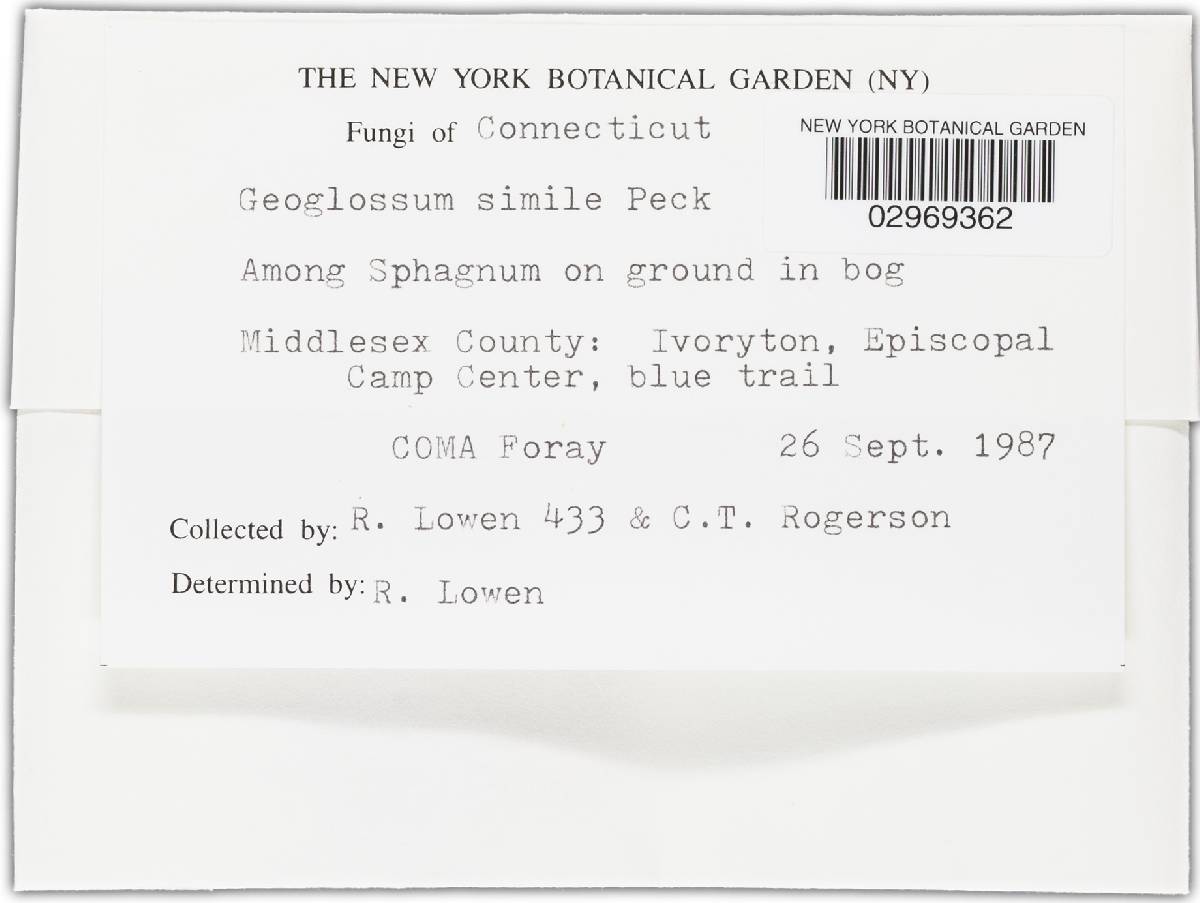 THE NEW YORK BOTANICAL GARDEN (NY)
Fungi of Connecticut
NEW YORK BOTANICAL GARDEN
02969362
Geoglossum simile Peck
Among Sphagnum on ground in bog
Middlesex County: Ivoryton, Episcopal
Camp Center, blue trail
COMA Foray 26 Sept. 1987
Collected by: R. Lowen 433 & C.T. Rogerson
Determined by: R. Lowen